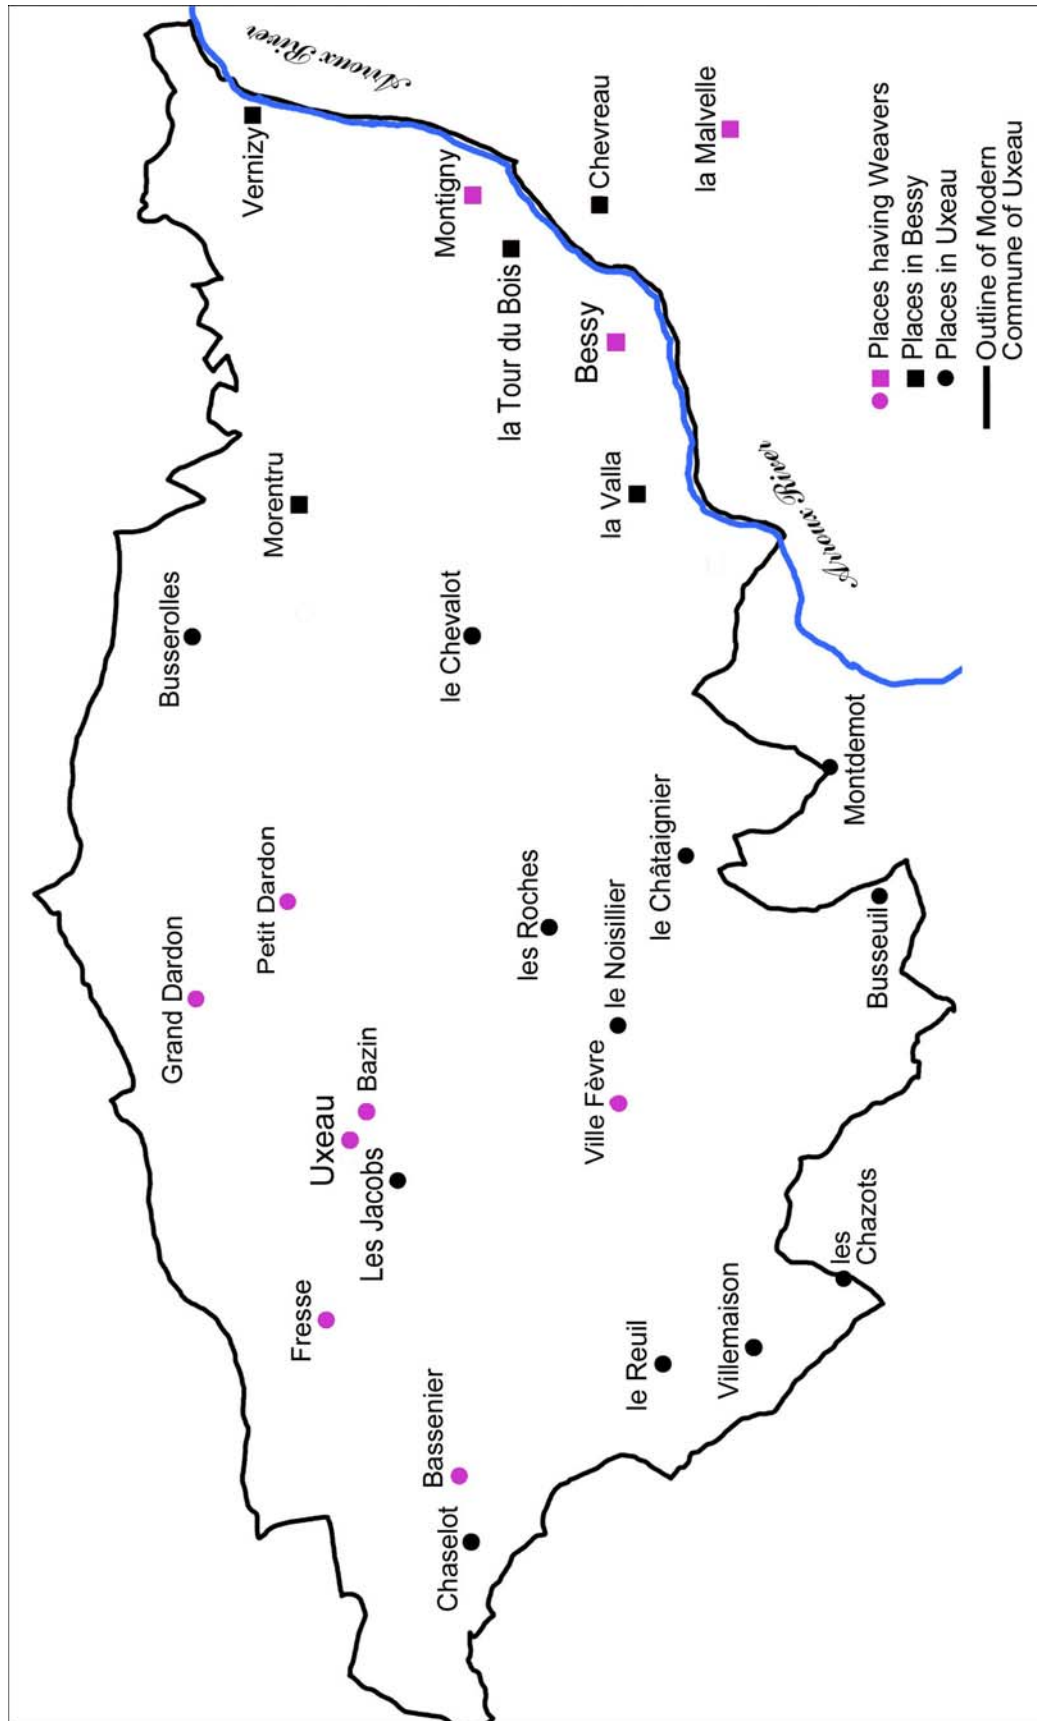 Grand Dardon
Busserolles
Vernizy
Petit Dardon
Morentru
Fresse
Uxeau
Arroux River
Bazin
Les Jacobs
Bassenier
Montigny
Chaselot
le Chevalot
la Tour du Bois
les Roches
Bessy
Ville Fèvre
Chevreau
la Valla
le Noisillier
le Reuil
le Châtaignier
la Malvelle
Villemaison
Arroux River
les
Chazots
Montdemot
Busseuil
Places having Weavers
Places in Bessy
Places in Uxeau
Outline of Modern
Commune of Uxeau